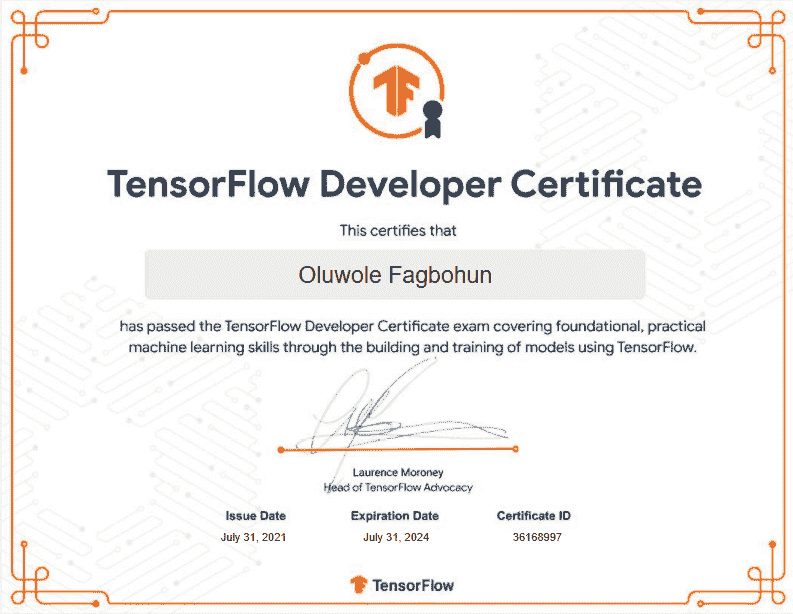 TensorFlow Developer Certificate
This certifies that
Oluwole Fagbohun
has passed the TensorFlow Developer Certificate exam covering foundational, practical
machine learning skills through the building and training of models using TensorFlow.
Laurence Moroney
Head of TensorFlow Advocacy
Issue Date Expiration Date Certificate ID
July 31, 2021 July 31, 2024 36168997
TensorFlow